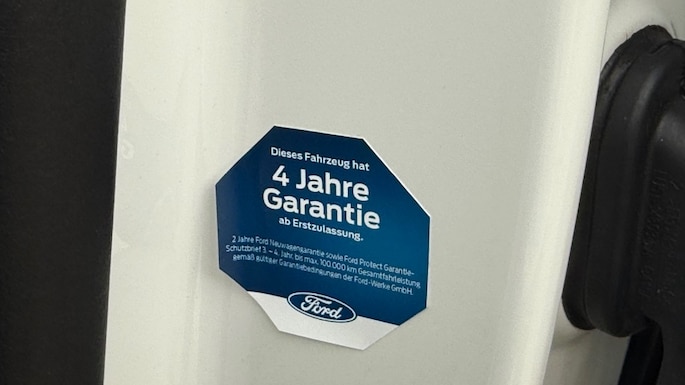 Dieses Fahrzeug hat
4 Jahre
Garantie
ab Erstzulassung.
2 Jahre Ford Neuwagengarantie sowie Ford Protect Garantie-
Schutzbrief 3. – 4. Jahr, bis max. 100.000 km Gesamtfahrleistung
gemäß gültiger Garantiebedingungen der Ford-Werke GmbH.
Ford